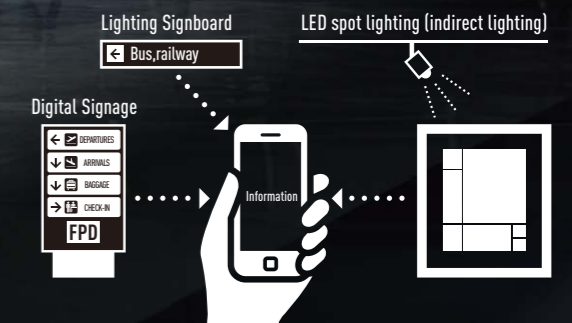 Lighting Signboard
LED spot lighting (indirect lighting)
← Bus,railway
Digital Signage
← DEPARTURES
↓ ARRIVALS
↓ BAGGAGE
→ CHECK-IN
FPD
Information